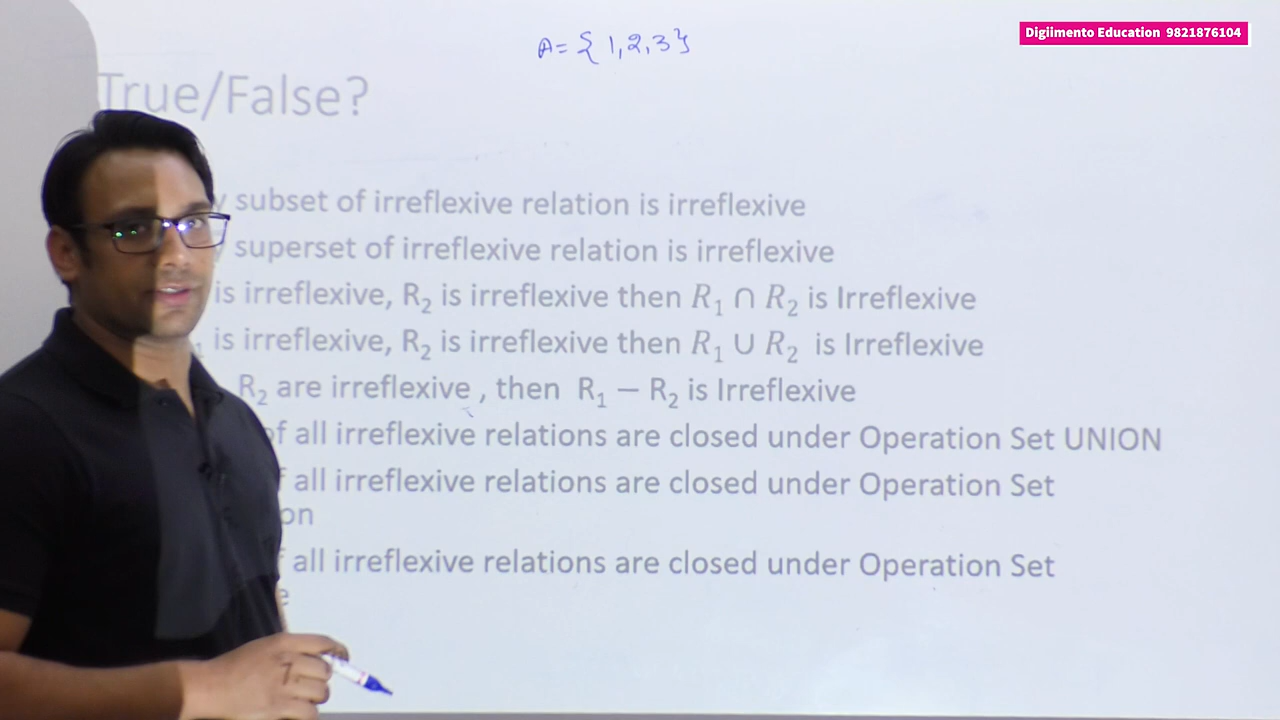 Digiimento Education 9821876104
A = { 1, 2, 3 }
True/False?
subset of irreflexive relation is irreflexive
superset of irreflexive relation is irreflexive
is irreflexive, R₂ is irreflexive then R₁ ∩ R₂ is Irreflexive
₁ is irreflexive, R₂ is irreflexive then R₁ ∪ R₂ is Irreflexive
R₂ are irreflexive , then R₁ − R₂ is Irreflexive
of all irreflexive relations are closed under Operation Set UNION
all irreflexive relations are closed under Operation Set
on
all irreflexive relations are closed under Operation Set
e